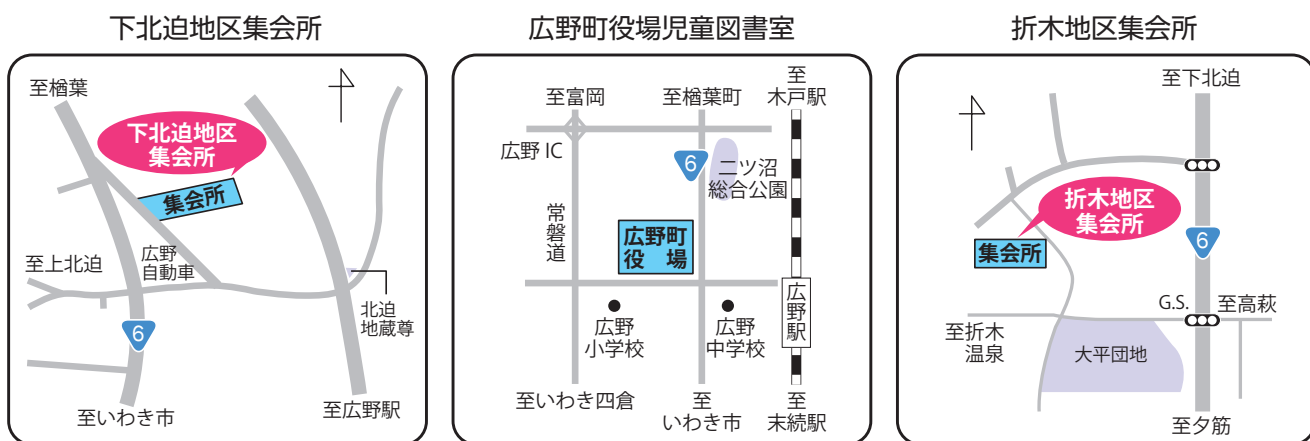 下北迫地区集会所
至楢葉
下北迫地区
集会所
集会所
広野
自動車
至上北迫
北迫
地蔵尊
6
至いわき市
至広野駅
広野町役場児童図書室
至富岡
至楢葉町
至
木戸駅
広野 IC
6
二ツ沼
総合公園
常磐道
広野町
役 場
広野駅
広野
小学校
広野
中学校
至いわき四倉
至
いわき市
至
末続駅
折木地区集会所
至下北迫
折木地区
集会所
集会所
6
G.S.
至高萩
至折木
温泉
大平団地
至夕筋